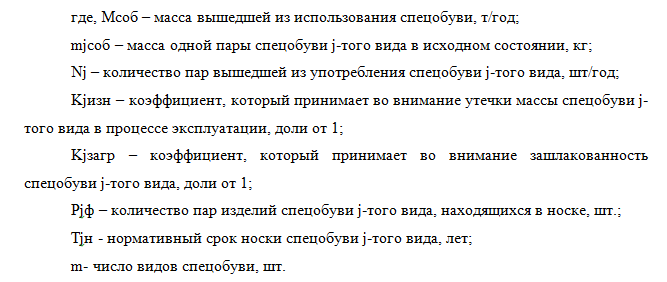 где, Мсоб – масса вышедшей из использования спецобуви, т/год;
mjсоб – масса одной пары спецобуви j-того вида в исходном состоянии, кг;
Nj – количество пар вышедшей из употребления спецобуви j-того вида, шт/год;
Kjизн – коэффициент, который принимает во внимание утечки массы спецобуви j-
того вида в процессе эксплуатации, доли от 1;
Kjзагр – коэффициент, который принимает во внимание зашлакованность
спецобуви j-того вида, доли от 1;
Pjф – количество пар изделий спецобуви j-того вида, находящихся в носке, шт.;
Tjн - нормативный срок носки спецобуви j-того вида, лет;
m- число видов спецобуви, шт.